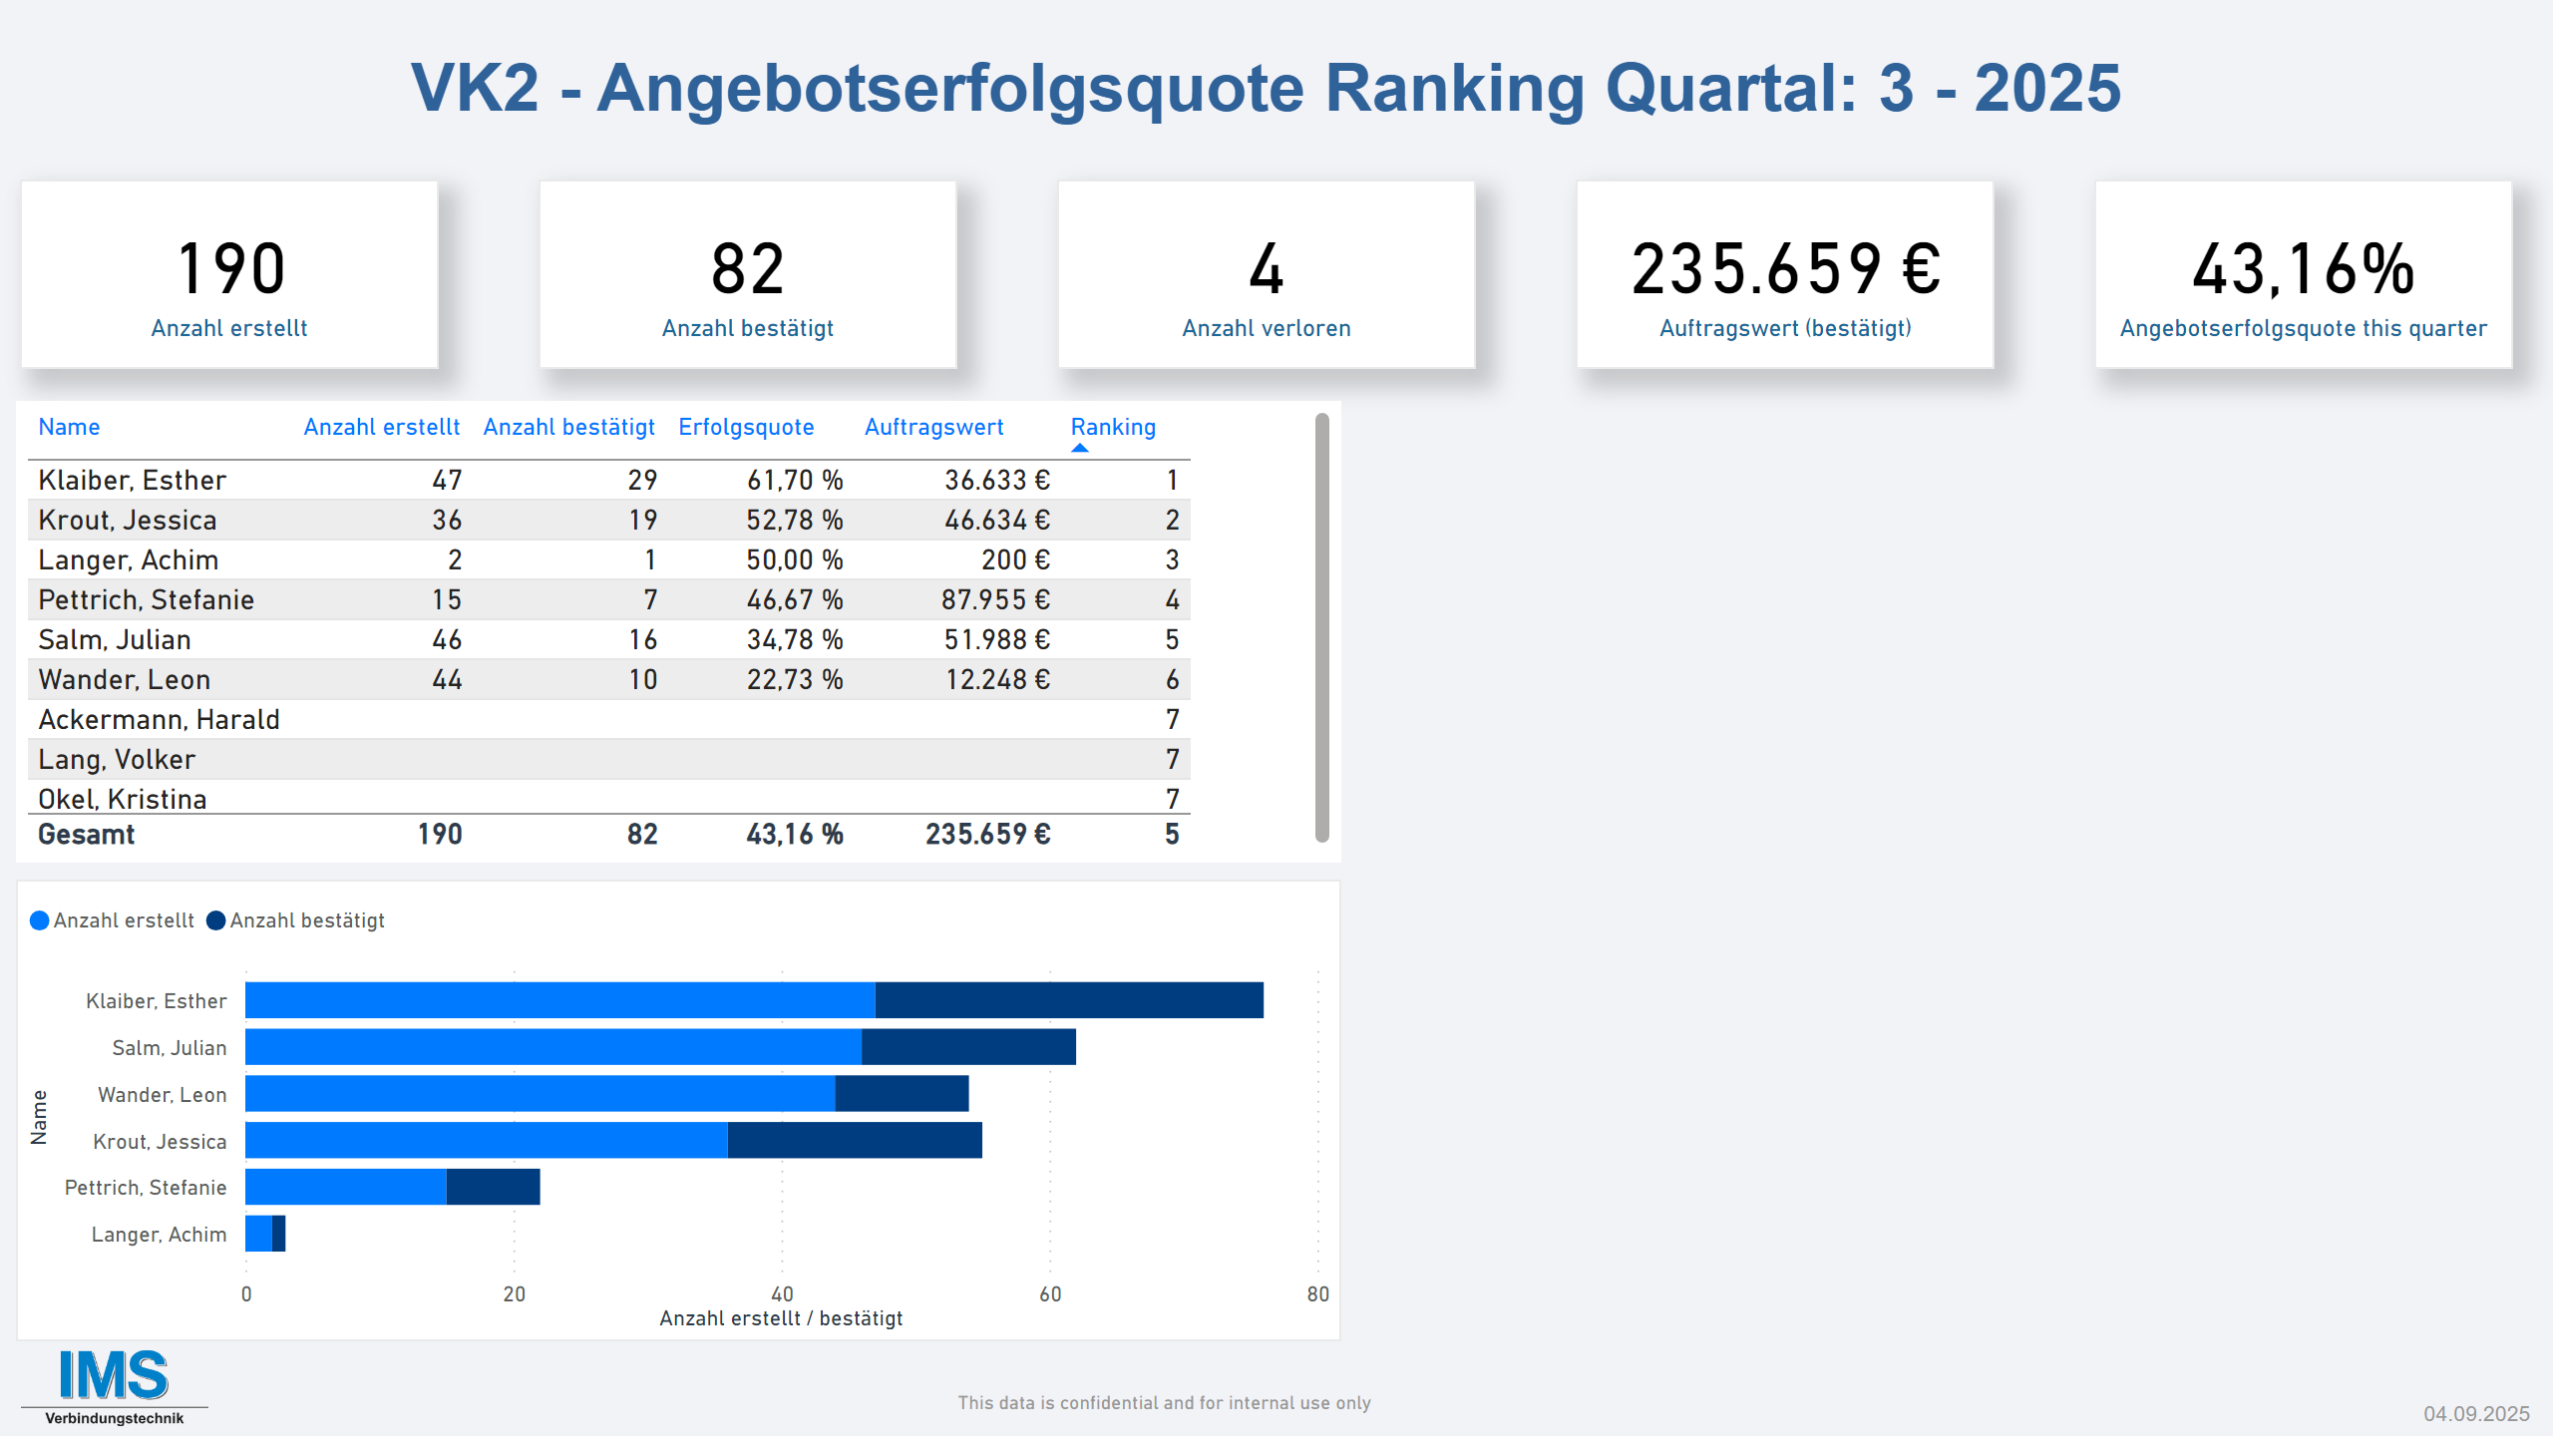 VK2 - Angebotserfolgsquote Ranking Quartal: 3 - 2025
190
Anzahl erstellt
82
Anzahl bestätigt
4
Anzahl verloren
235.659 €
Auftragswert (bestätigt)
43,16%
Angebotserfolgsquote this quarter
Name Anzahl erstellt Anzahl bestätigt Erfolgsquote Auftragswert Ranking
Klaiber, Esther 47 29 61,70 % 36.633 € 1
Krout, Jessica 36 19 52,78 % 46.634 € 2
Langer, Achim 2 1 50,00 % 200 € 3
Pettrich, Stefanie 15 7 46,67 % 87.955 € 4
Salm, Julian 46 16 34,78 % 51.988 € 5
Wander, Leon 44 10 22,73 % 12.248 € 6
Ackermann, Harald 7
Lang, Volker 7
Okel, Kristina 7
Gesamt 190 82 43,16 % 235.659 € 5
Anzahl erstellt Anzahl bestätigt
Name
Klaiber, Esther
Salm, Julian
Wander, Leon
Krout, Jessica
Pettrich, Stefanie
Langer, Achim
0 20 40 60 80
Anzahl erstellt / bestätigt
IMS
Verbindungstechnik
This data is confidential and for internal use only
04.09.2025